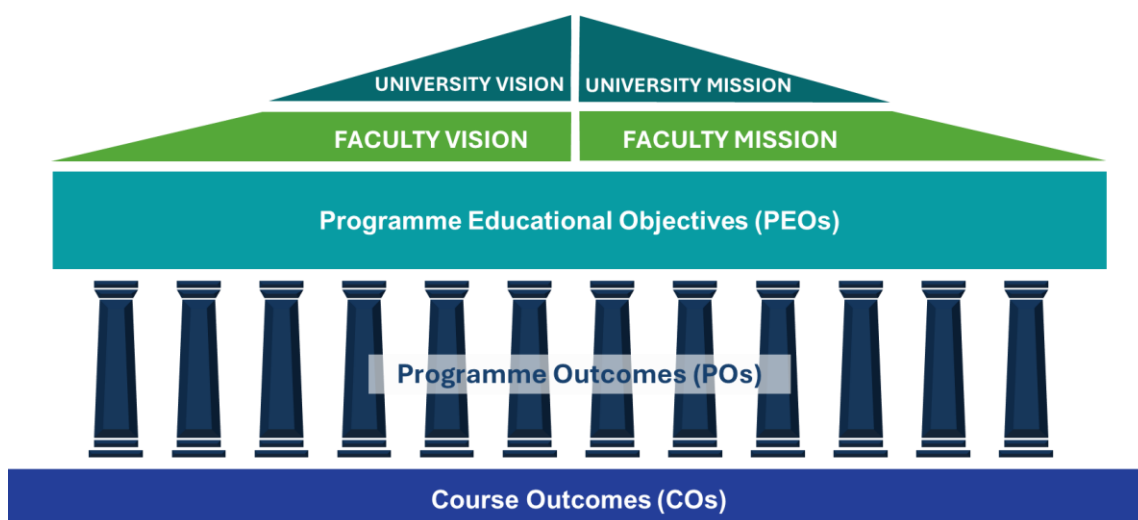 UNIVERSITY VISION
UNIVERSITY MISSION
FACULTY VISION
FACULTY MISSION
Programme Educational Objectives (PEOs)
Programme Outcomes (POs)
Course Outcomes (COs)